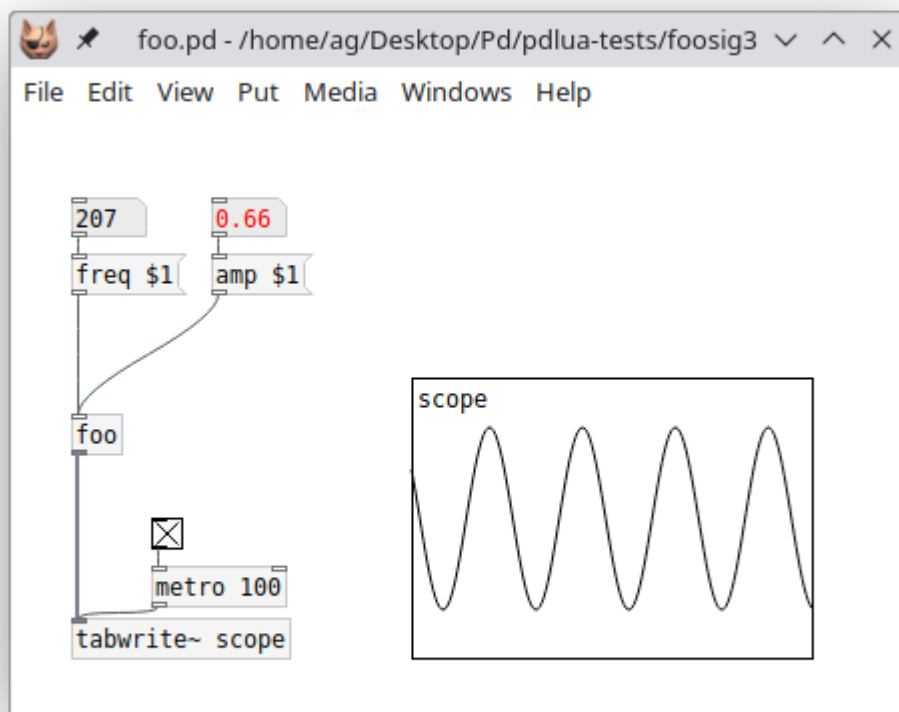 foo.pd - /home/ag/Desktop/Pd/pdlua-tests/foosig3
File Edit View Put Media Windows Help
207 0.66
freq $1 amp $1
scope
foo
metro 100
tabwrite~ scope